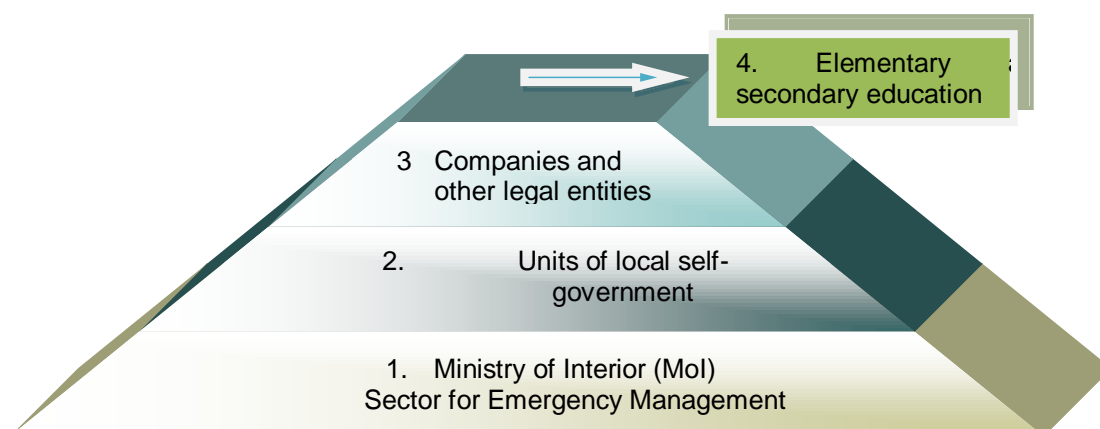 4. Elementary
secondary education
3 Companies and
other legal entities
2. Units of local self-
government
1. Ministry of Interior (MoI)
Sector for Emergency Management